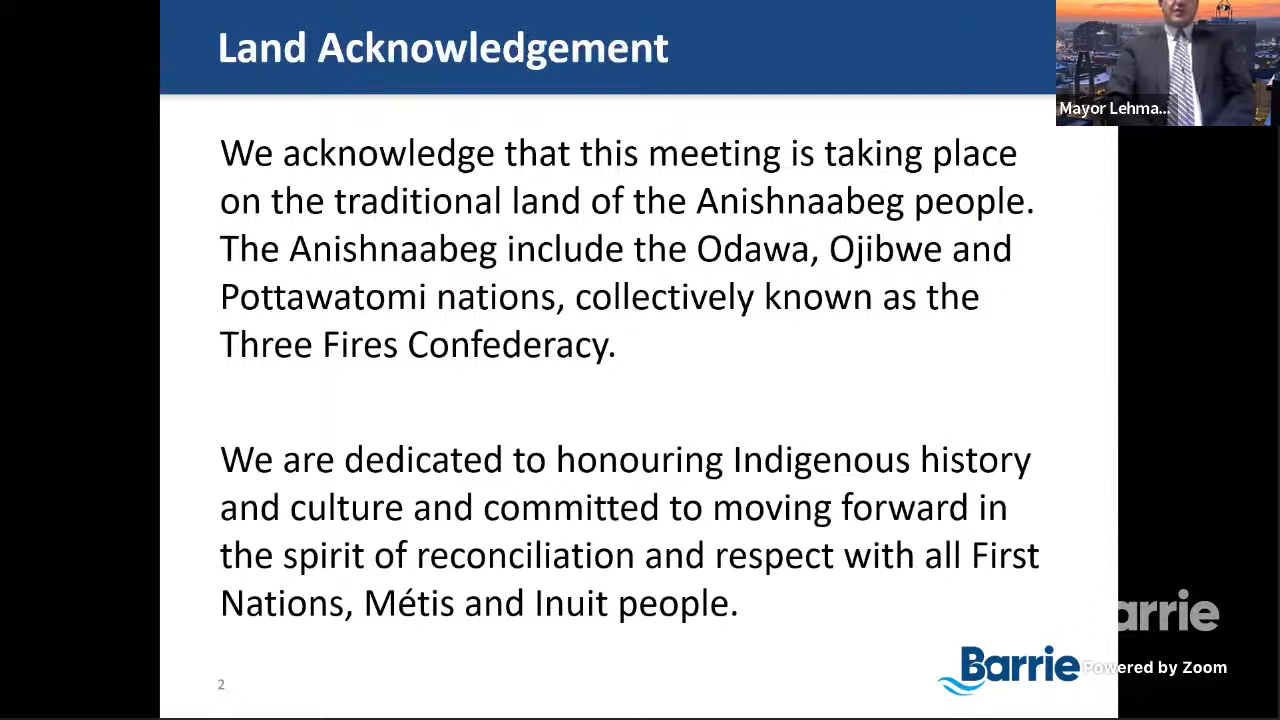 Land Acknowledgement
Mayor Lehma...
We acknowledge that this meeting is taking place
on the traditional land of the Anishnaabeg people.
The Anishnaabeg include the Odawa, Ojibwe and
Pottawatomi nations, collectively known as the
Three Fires Confederacy.
We are dedicated to honouring Indigenous history
and culture and committed to moving forward in
the spirit of reconciliation and respect with all First
Nations, Métis and Inuit people.
arrie
Barrie
Powered by Zoom
2